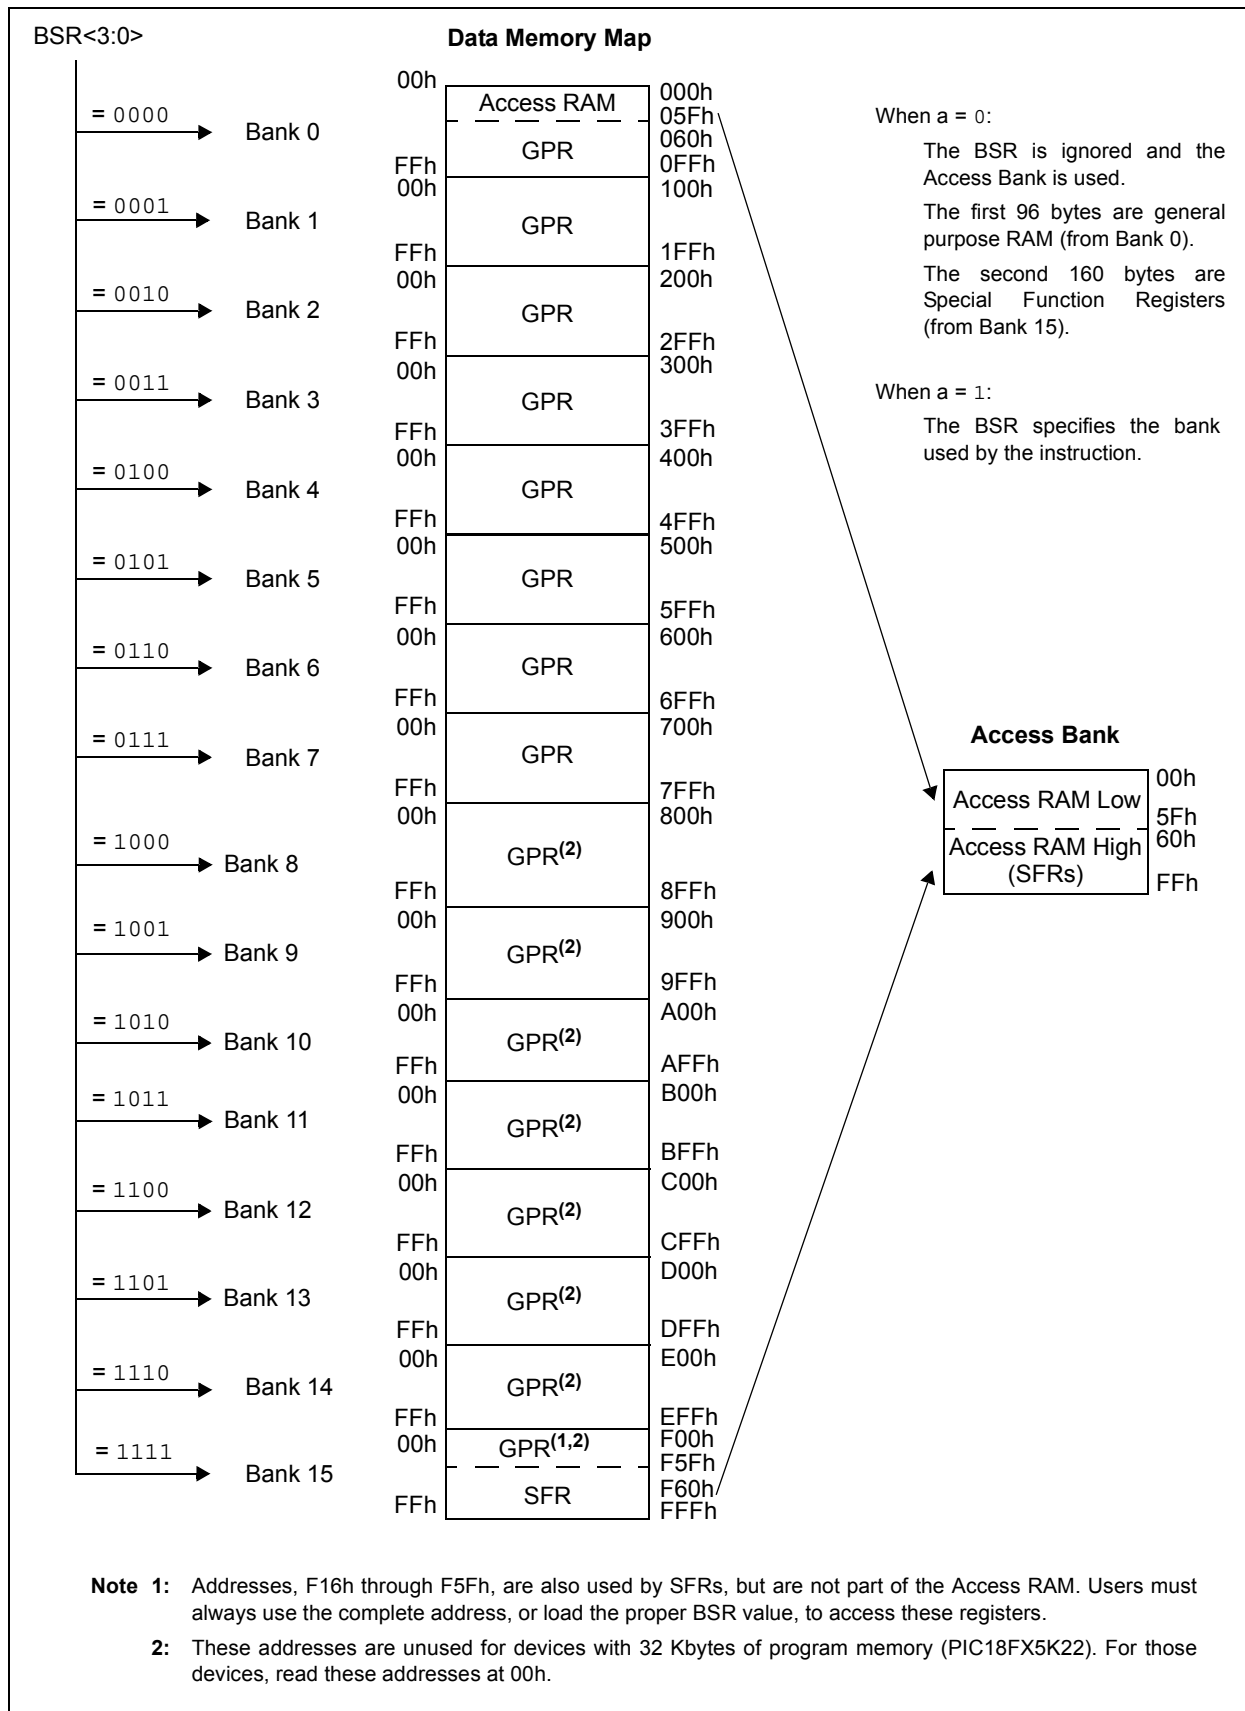 BSR<3:0>
Data Memory Map
= 0000
Bank 0
00h
Access RAM
GPR
FFh
000h
05Fh
060h
0FFh
= 0001
Bank 1
00h
GPR
FFh
100h
1FFh
= 0010
Bank 2
00h
GPR
FFh
200h
2FFh
= 0011
Bank 3
00h
GPR
FFh
300h
3FFh
= 0100
Bank 4
00h
GPR
FFh
400h
4FFh
= 0101
Bank 5
00h
GPR
FFh
500h
5FFh
= 0110
Bank 6
00h
GPR
FFh
600h
6FFh
= 0111
Bank 7
00h
GPR
FFh
700h
7FFh
= 1000
Bank 8
00h
GPR(2)
FFh
800h
8FFh
= 1001
Bank 9
00h
GPR(2)
FFh
900h
9FFh
= 1010
Bank 10
00h
GPR(2)
FFh
A00h
AFFh
= 1011
Bank 11
00h
GPR(2)
FFh
B00h
BFFh
= 1100
Bank 12
00h
GPR(2)
FFh
C00h
CFFh
= 1101
Bank 13
00h
GPR(2)
FFh
D00h
DFFh
= 1110
Bank 14
00h
GPR(2)
FFh
E00h
EFFh
= 1111
Bank 15
00h
GPR(1,2)
SFR
FFh
F00h
F5Fh
F60h
FFFh
When a = 0:
The BSR is ignored and the
Access Bank is used.
The first 96 bytes are general
purpose RAM (from Bank 0).
The second 160 bytes are
Special Function Registers
(from Bank 15).
When a = 1:
The BSR specifies the bank
used by the instruction.
Access Bank
Access RAM Low
Access RAM High
(SFRs)
00h
5Fh
60h
FFh
Note 1: Addresses, F16h through F5Fh, are also used by SFRs, but are not part of the Access RAM. Users must
always use the complete address, or load the proper BSR value, to access these registers.
2: These addresses are unused for devices with 32 Kbytes of program memory (PIC18FX5K22). For those
devices, read these addresses at 00h.